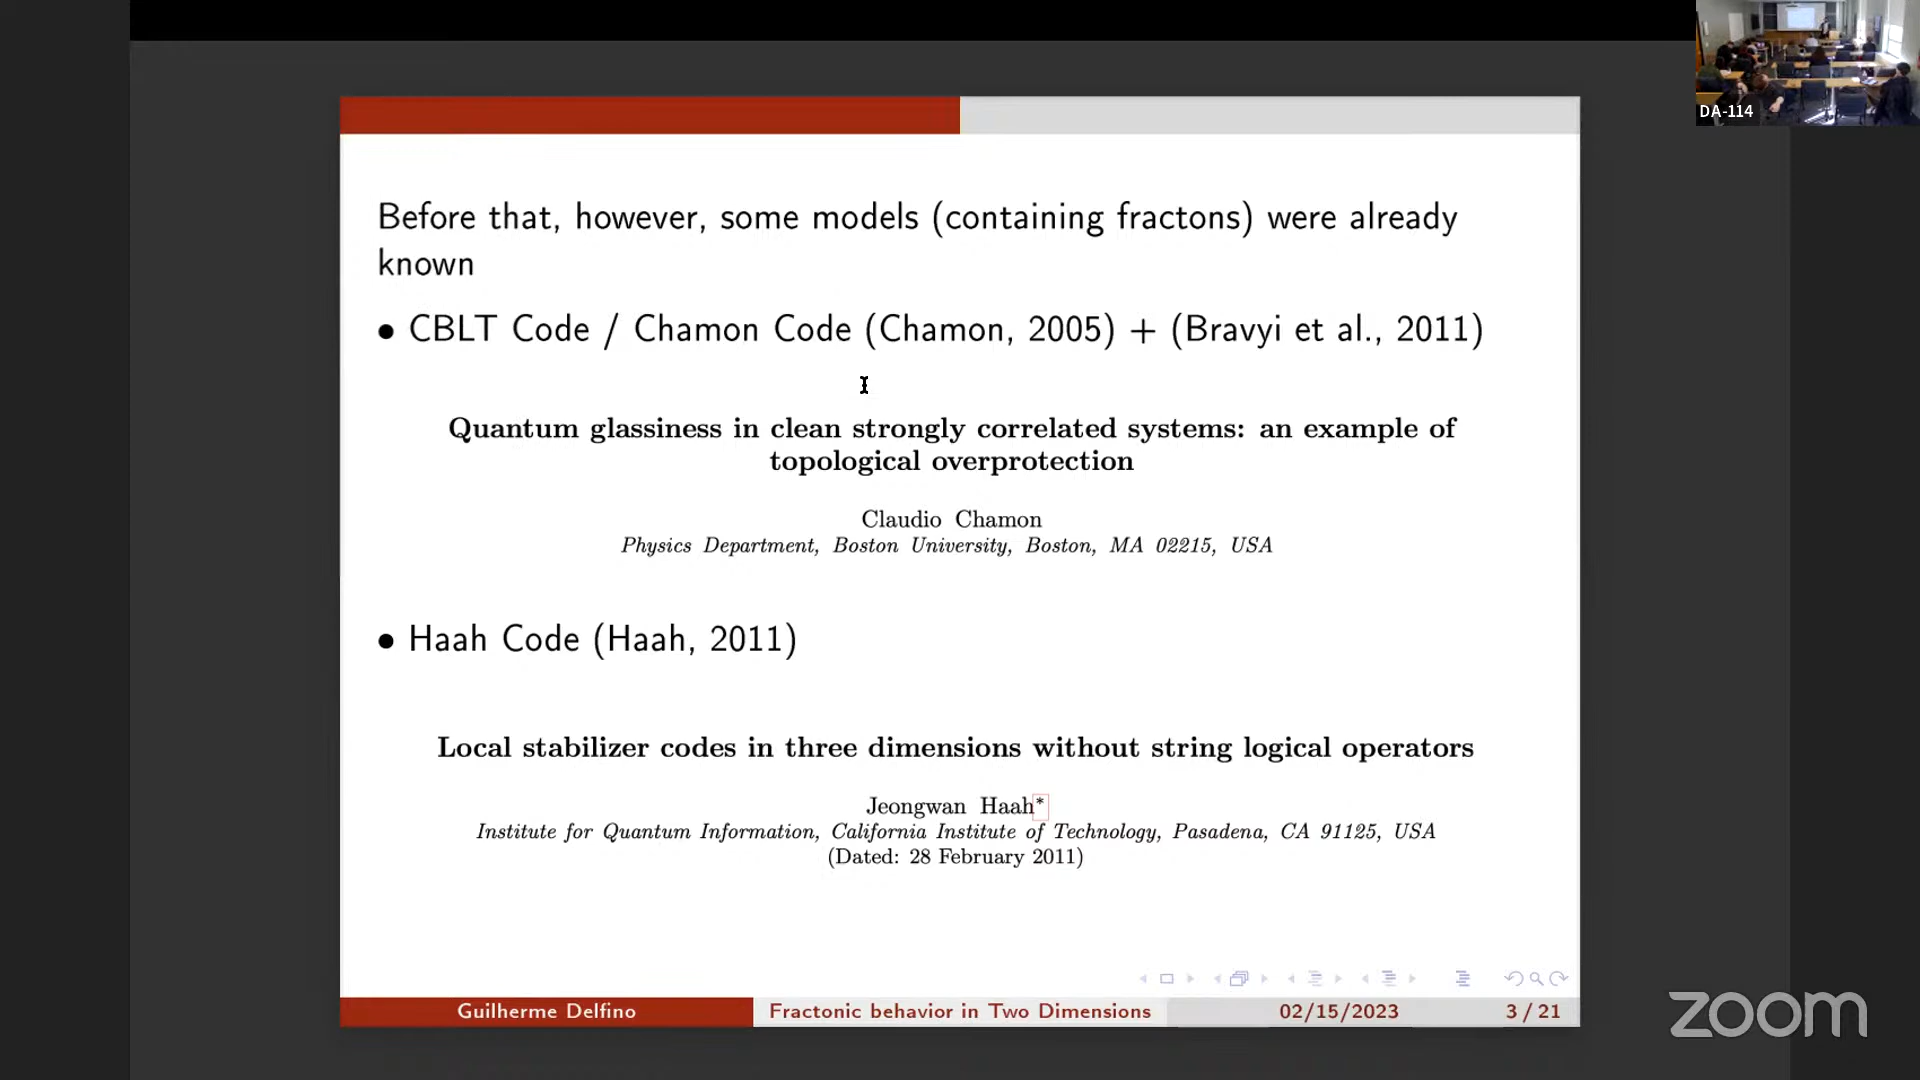 DA-114
Before that, however, some models (containing fractons) were already
known
• CBLT Code / Chamon Code (Chamon, 2005) + (Bravyi et al., 2011)
Quantum glassiness in clean strongly correlated systems: an example of
topological overprotection
Claudio Chamon
Physics Department, Boston University, Boston, MA 02215, USA
• Haah Code (Haah, 2011)
Local stabilizer codes in three dimensions without string logical operators
Jeongwan Haah*
Institute for Quantum Information, California Institute of Technology, Pasadena, CA 91125, USA
(Dated: 28 February 2011)
Guilherme Delfino Fractonic behavior in Two Dimensions 02/15/2023 3 / 21
zoom